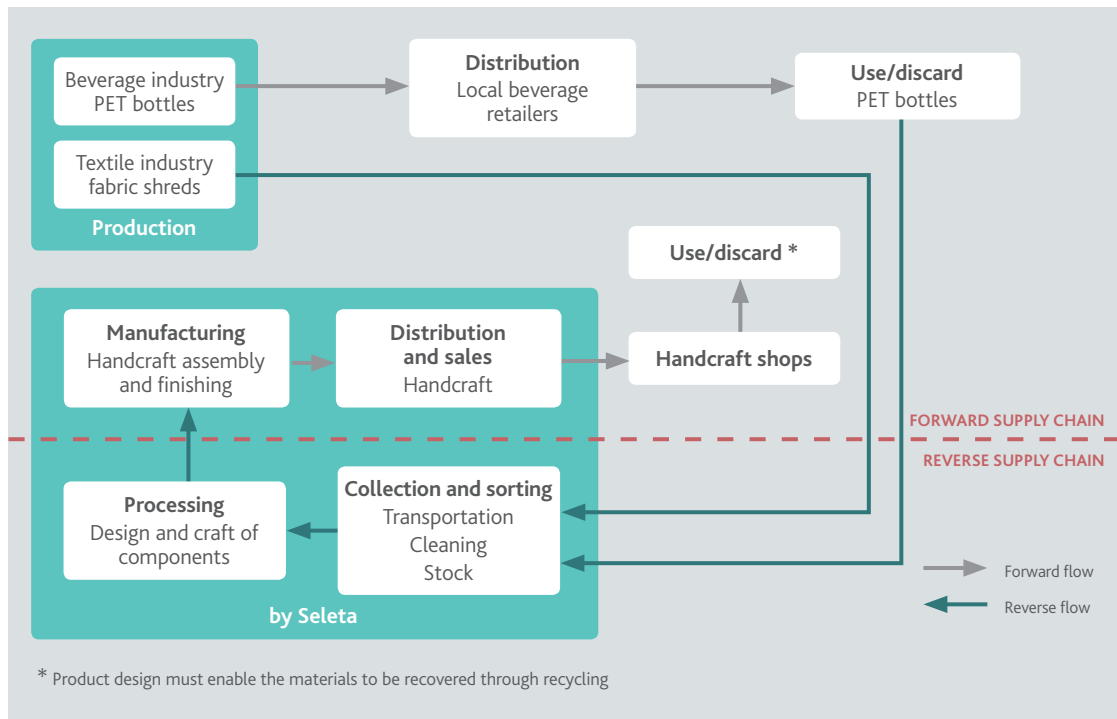 Beverage industry
PET bottles
Textile industry
fabric shreds
Production
Distribution
Local beverage
retailers
Use/discard
PET bottles
Use/discard *
Handcraft shops
Manufacturing
Handcraft assembly
and finishing
Distribution
and sales
Handcraft
FORWARD SUPPLY CHAIN
REVERSE SUPPLY CHAIN
Processing
Design and craft of
components
Collection and sorting
Transportation
Cleaning
Stock
by Seleta
Forward flow
Reverse flow
* Product design must enable the materials to be recovered through recycling